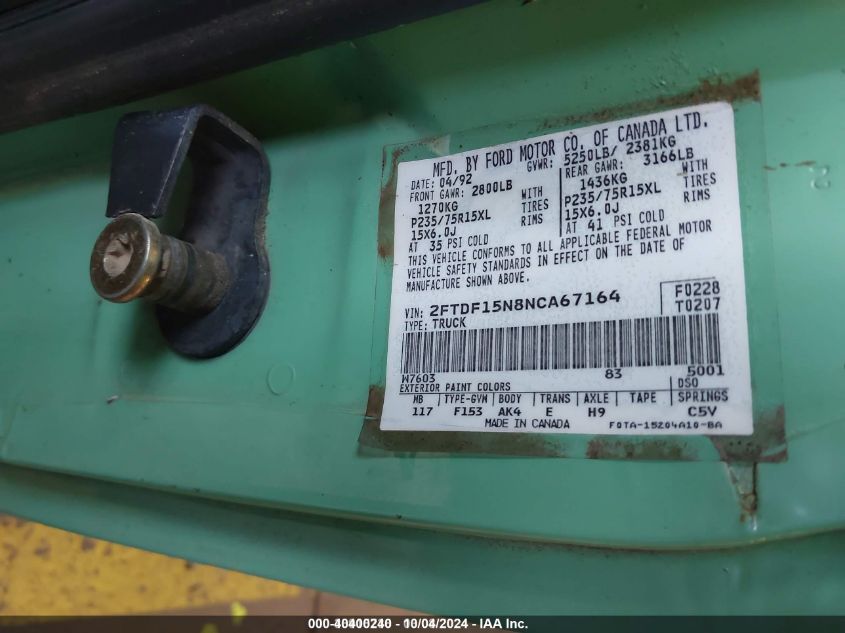 MFD. BY FORD MOTOR CO. OF CANADA LTD.
DATE: 04/92 GVWR: 5250LB/ 2381KG
FRONT GAWR: 2800LB REAR GAWR: 3166LB
1270KG WITH 1436KG WITH
P235/75R15XL TIRES P235/75R15XL TIRES
15X6.0J RIMS 15X6.0J RIMS
AT 35 PSI COLD AT 41 PSI COLD
THIS VEHICLE CONFORMS TO ALL APPLICABLE FEDERAL MOTOR
VEHICLE SAFETY STANDARDS IN EFFECT ON THE DATE OF
MANUFACTURE SHOWN ABOVE.
VIN: 2FTDF15N8NCA67164 F0228
TYPE: TRUCK T0207
W7603 83 5001
EXTERIOR PAINT COLORS DSO
WB TYPE-GVW BODY TRANS AXLE TAPE SPRINGS
117 F153 AK4 E H9 C5V
MADE IN CANADA F0TA-15204A10-BA
10/04/2024 - IAA Inc.